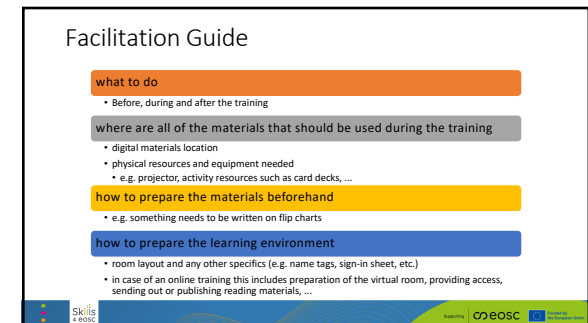 Facilitation Guide
what to do
• Before, during and after the training
where are all of the materials that should be used during the training
• digital materials location
• physical resources and equipment needed
• e.g. projector, activity resources such as card decks, ...
how to prepare the materials beforehand
• e.g. something needs to be written on flip charts
how to prepare the learning environment
• room layout and any other specifics (e.g. name tags, sign-in sheet, etc.)
• in case of an online training this includes preparation of the virtual room, providing access,
sending out or publishing reading materials, ...
Skills
4 eosc
Supporting
eosc
Funded by
the European Union